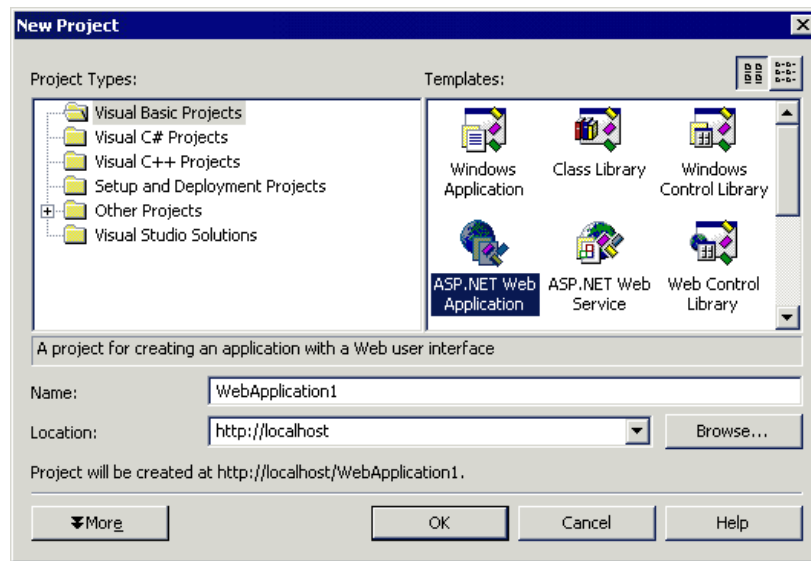 New Project
Project Types:
Templates:
Visual Basic Projects
Visual C# Projects
Visual C++ Projects
Setup and Deployment Projects
Other Projects
Visual Studio Solutions
Windows
Application
Class Library
Windows
Control Library
ASP.NET Web
Application
ASP.NET Web
Service
Web Control
Library
A project for creating an application with a Web user interface
Name:
WebApplication1
Location:
http://localhost
Browse...
Project will be created at http://localhost/WebApplication1.
More
OK
Cancel
Help